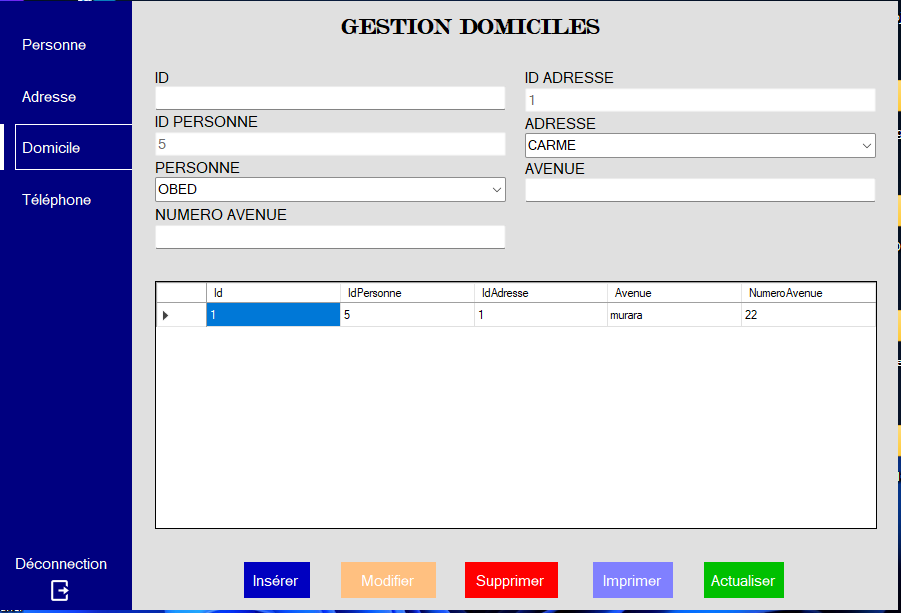 GESTION DOMICILES
Personne
Adresse
Domicile
Téléphone
ID
ID PERSONNE
5
PERSONNE
OBED
NUMERO AVENUE
ID ADRESSE
1
ADRESSE
CARME
AVENUE
Id IdPersonne IdAdresse Avenue NumeroAvenue
1 5 1 murara 22
Déconnection
Insérer Modifier Supprimer Imprimer Actualiser